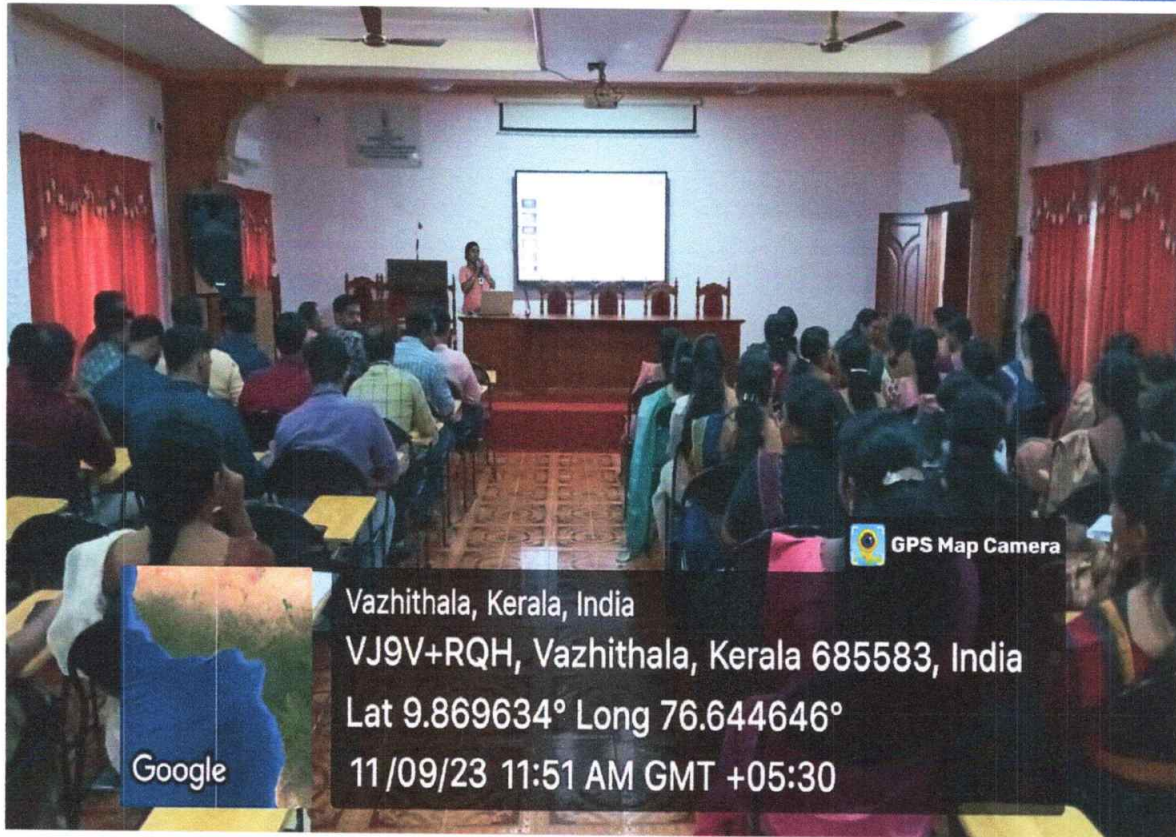 GPS Map Camera
Vazhithala, Kerala, India
VJ9V+RQH, Vazhithala, Kerala 685583, India
Lat 9.869634° Long 76.644646°
11/09/23 11:51 AM GMT +05:30
Google